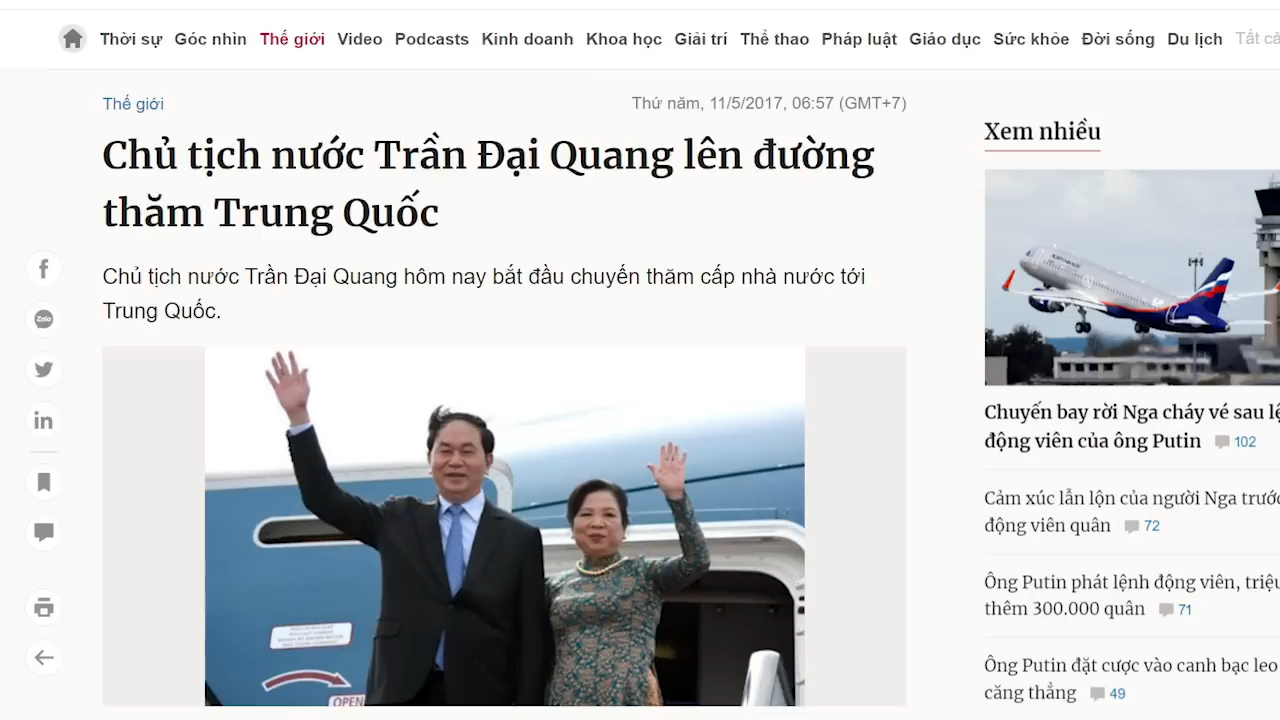 Thời sự Góc nhìn Thế giới Video Podcasts Kinh doanh Khoa học Giải trí Thể thao Pháp luật Giáo dục Sức khỏe Đời sống Du lịch Tất cả
Thế giới
Thứ năm, 11/5/2017, 06:57 (GMT+7)
Chủ tịch nước Trần Đại Quang lên đường
thăm Trung Quốc
Chủ tịch nước Trần Đại Quang hôm nay bắt đầu chuyến thăm cấp nhà nước tới
Trung Quốc.
Zalo
OPEN
Xem nhiều
Chuyến bay rời Nga cháy vé sau
động viên của ông Putin 102
Cảm xúc lẫn lộn của người Nga trước
động viên quân 72
Ông Putin phát lệnh động viên, triệu
thêm 300.000 quân 71
Ông Putin đặt cược vào canh bạc leo
căng thẳng 49